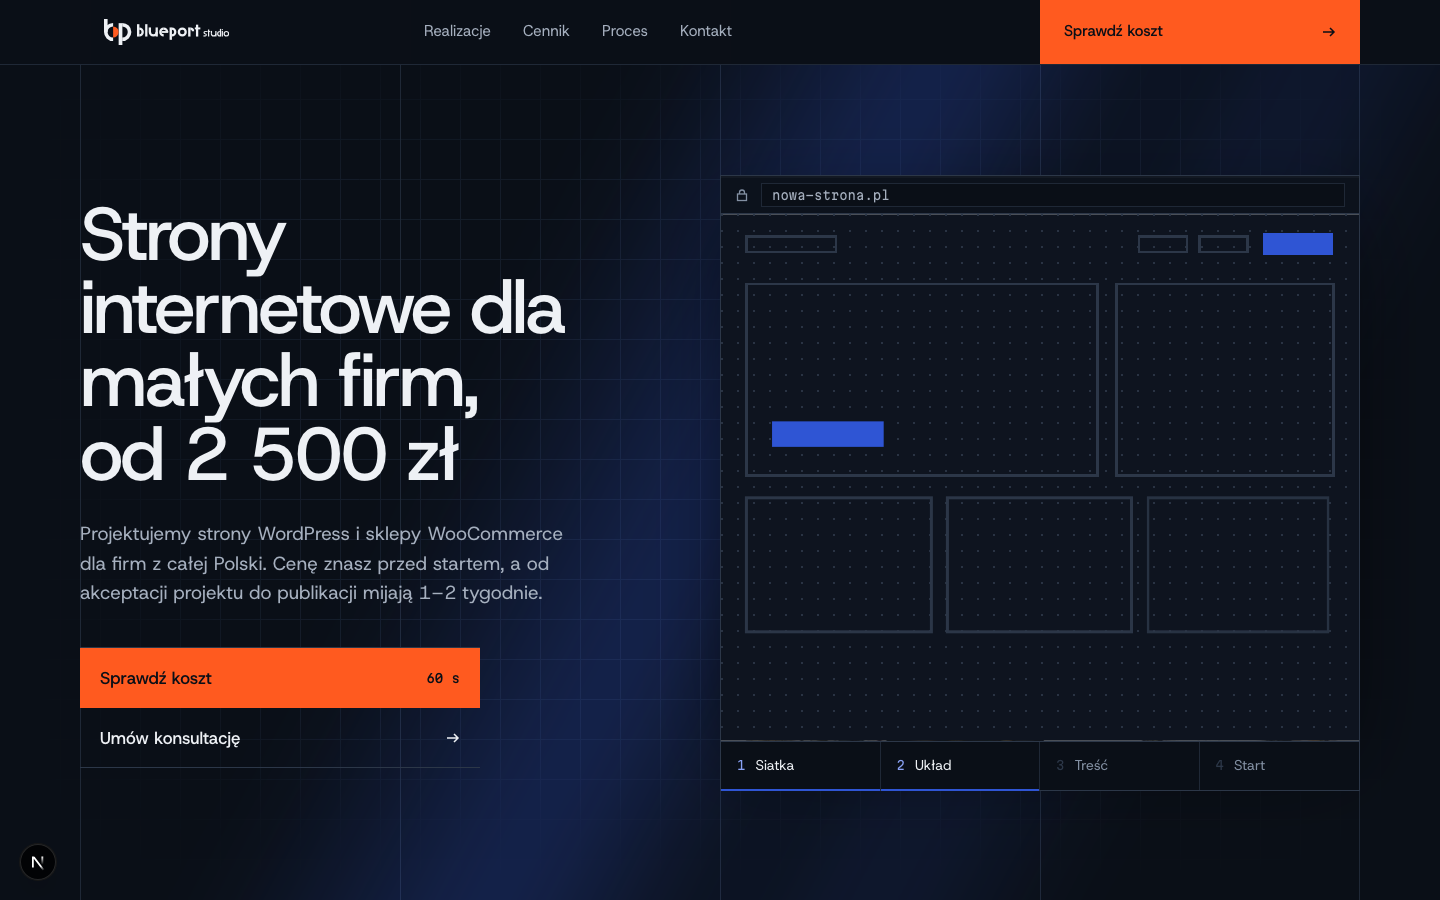 blueport studio
Realizacje
Cennik
Proces
Kontakt
Sprawdź koszt →
Strony
internetowe dla
małych firm,
od 2 500 zł
Projektujemy strony WordPress i sklepy WooCommerce
dla firm z całej Polski. Cenę znasz przed startem, a od
akceptacji projektu do publikacji mijają 1–2 tygodnie.
Sprawdź koszt 60 s
Umów konsultację →
nowa-strona.pl
1 Siatka
2 Układ
3 Treść
4 Start
N